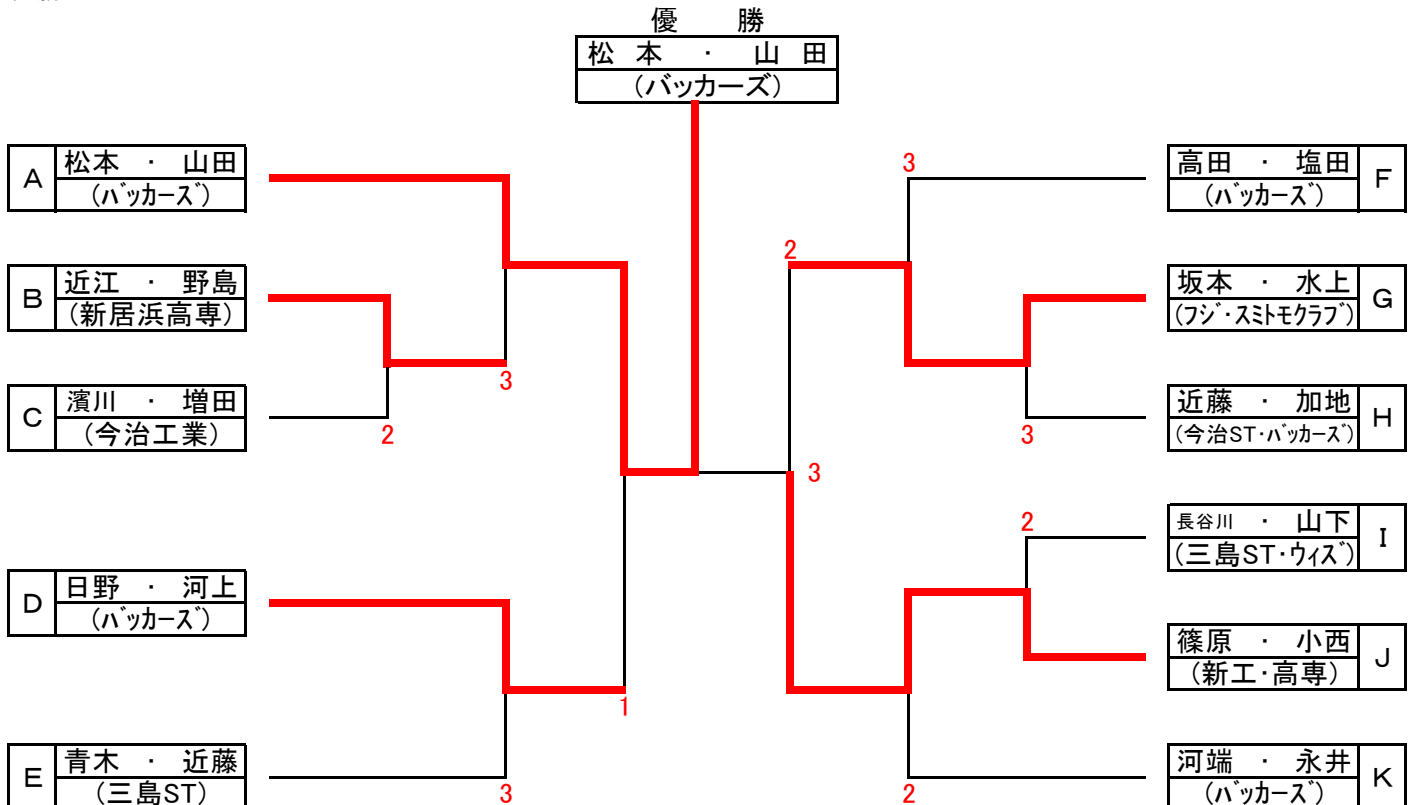 優 勝
松 本 ・ 山 田
(バッカーズ)
A 松本 ・ 山田
(バッカーズ)
B 近江 ・ 野島
(新居浜高専)
C 濱川 ・ 増田
(今治工業)
D 日野 ・ 河上
(バッカーズ)
E 青木 ・ 近藤
(三島ST)
3
2
1
3
3
2
3
3
2
2
高田 ・ 塩田 F
(バッカーズ)
坂本 ・ 水上 G
(フジ・スミトモクラブ)
近藤 ・ 加地 H
(今治ST・バッカーズ)
長谷川 ・ 山下 I
(三島ST・ウィズ)
篠原 ・ 小西 J
(新工・高専)
河端 ・ 永井 K
(バッカーズ)